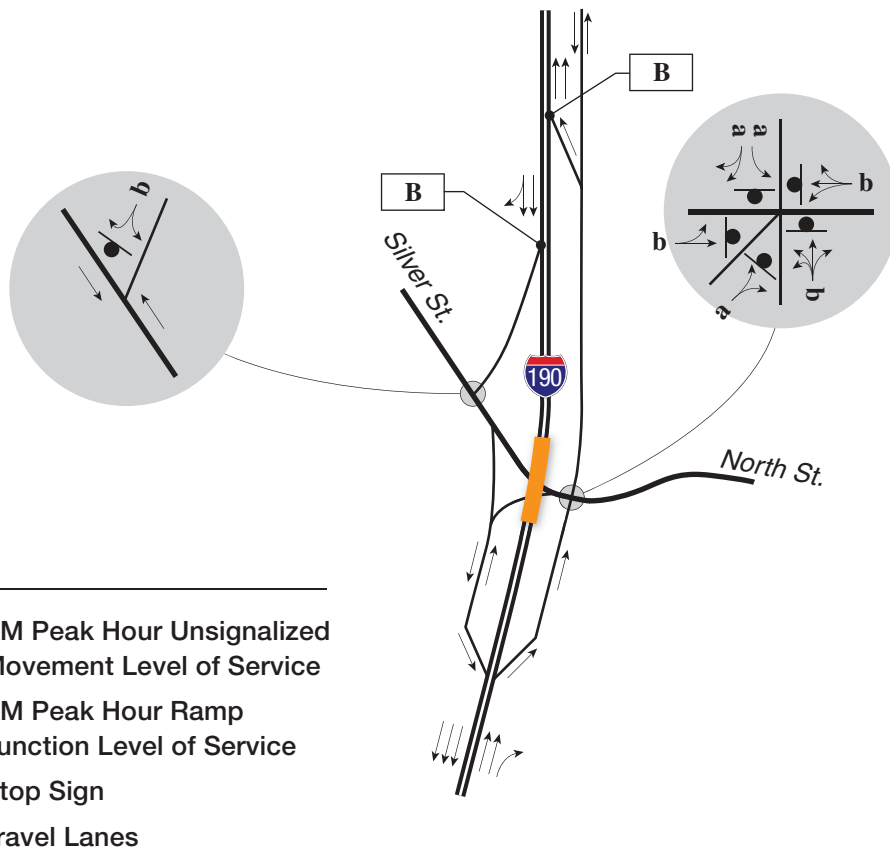 B
B
a
a
b
b
b
b
a
b
Silver St.
190
North St.
M Peak Hour Unsignalized
Movement Level of Service
M Peak Hour Ramp
unction Level of Service
top Sign
ravel Lanes